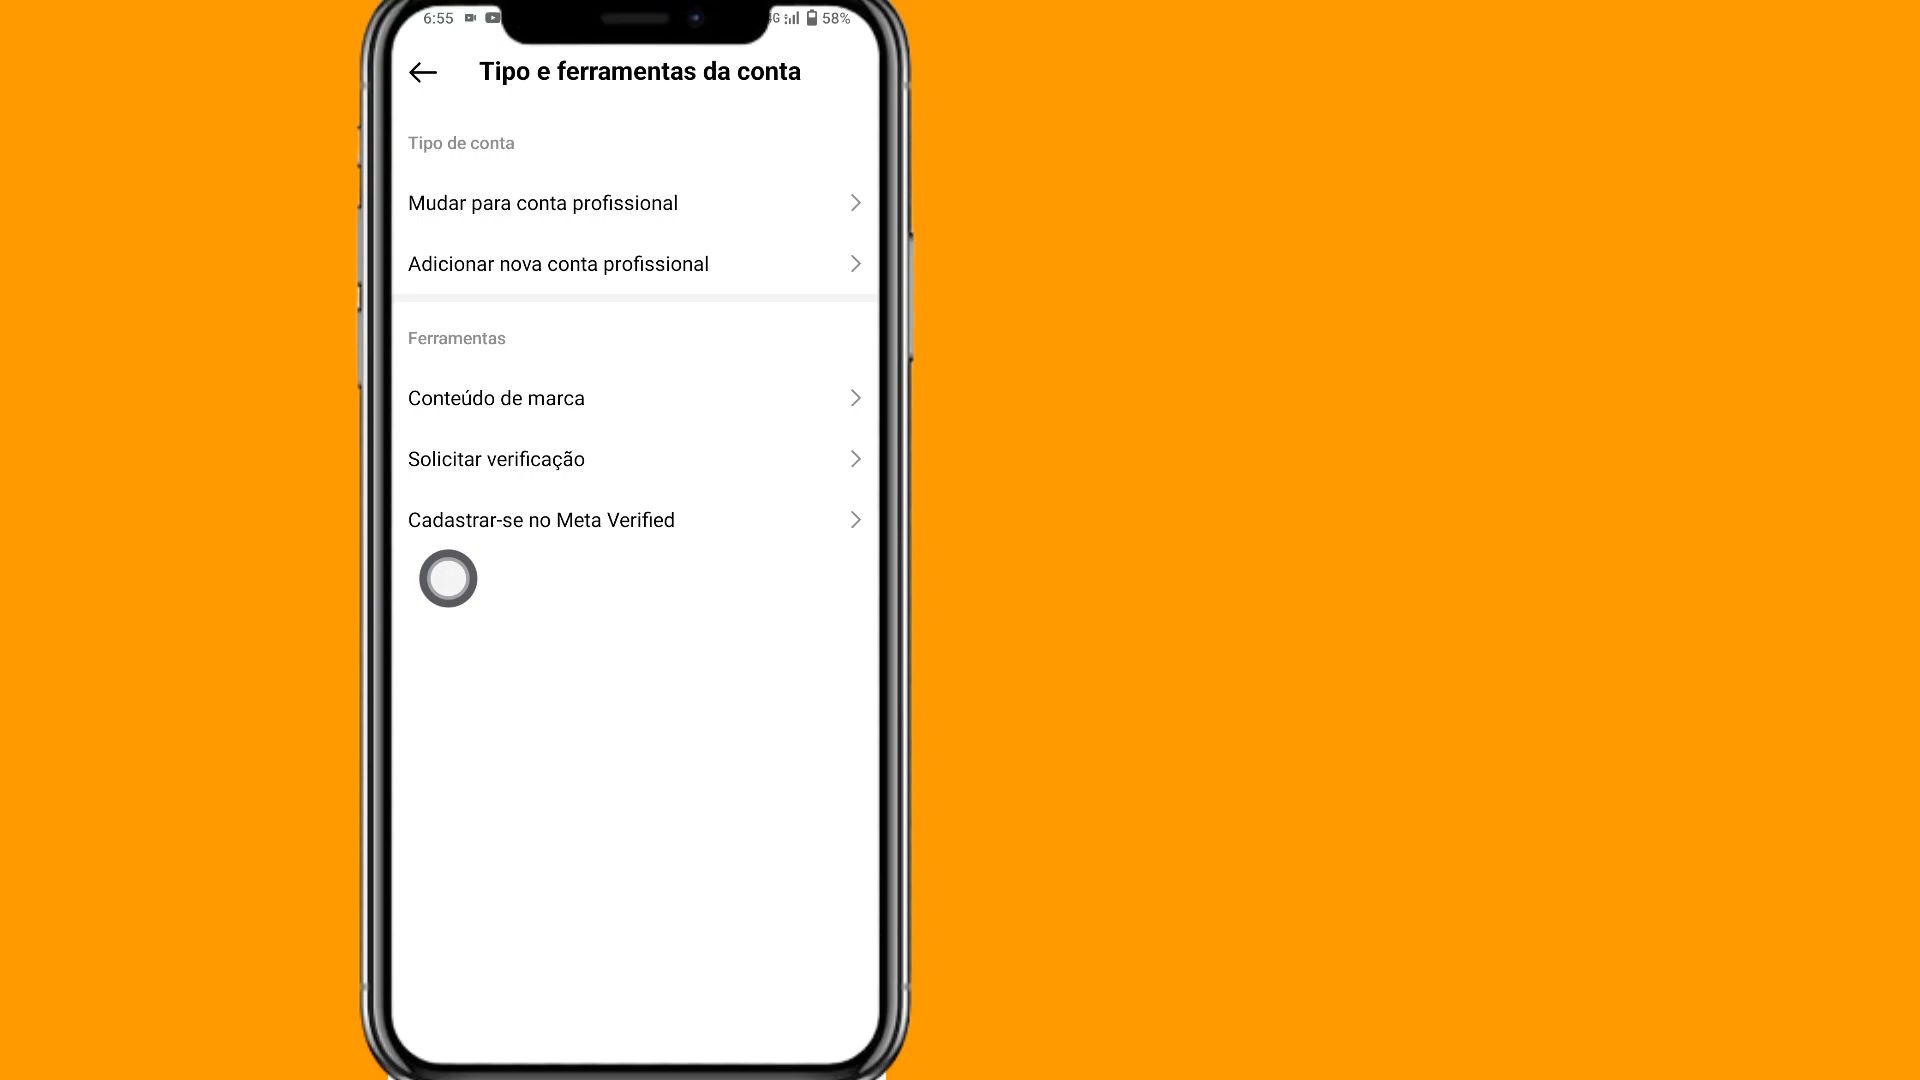 6:55 4G 58%
Tipo e ferramentas da conta
Tipo de conta
Mudar para conta profissional
Adicionar nova conta profissional
Ferramentas
Conteúdo de marca
Solicitar verificação
Cadastrar-se no Meta Verified